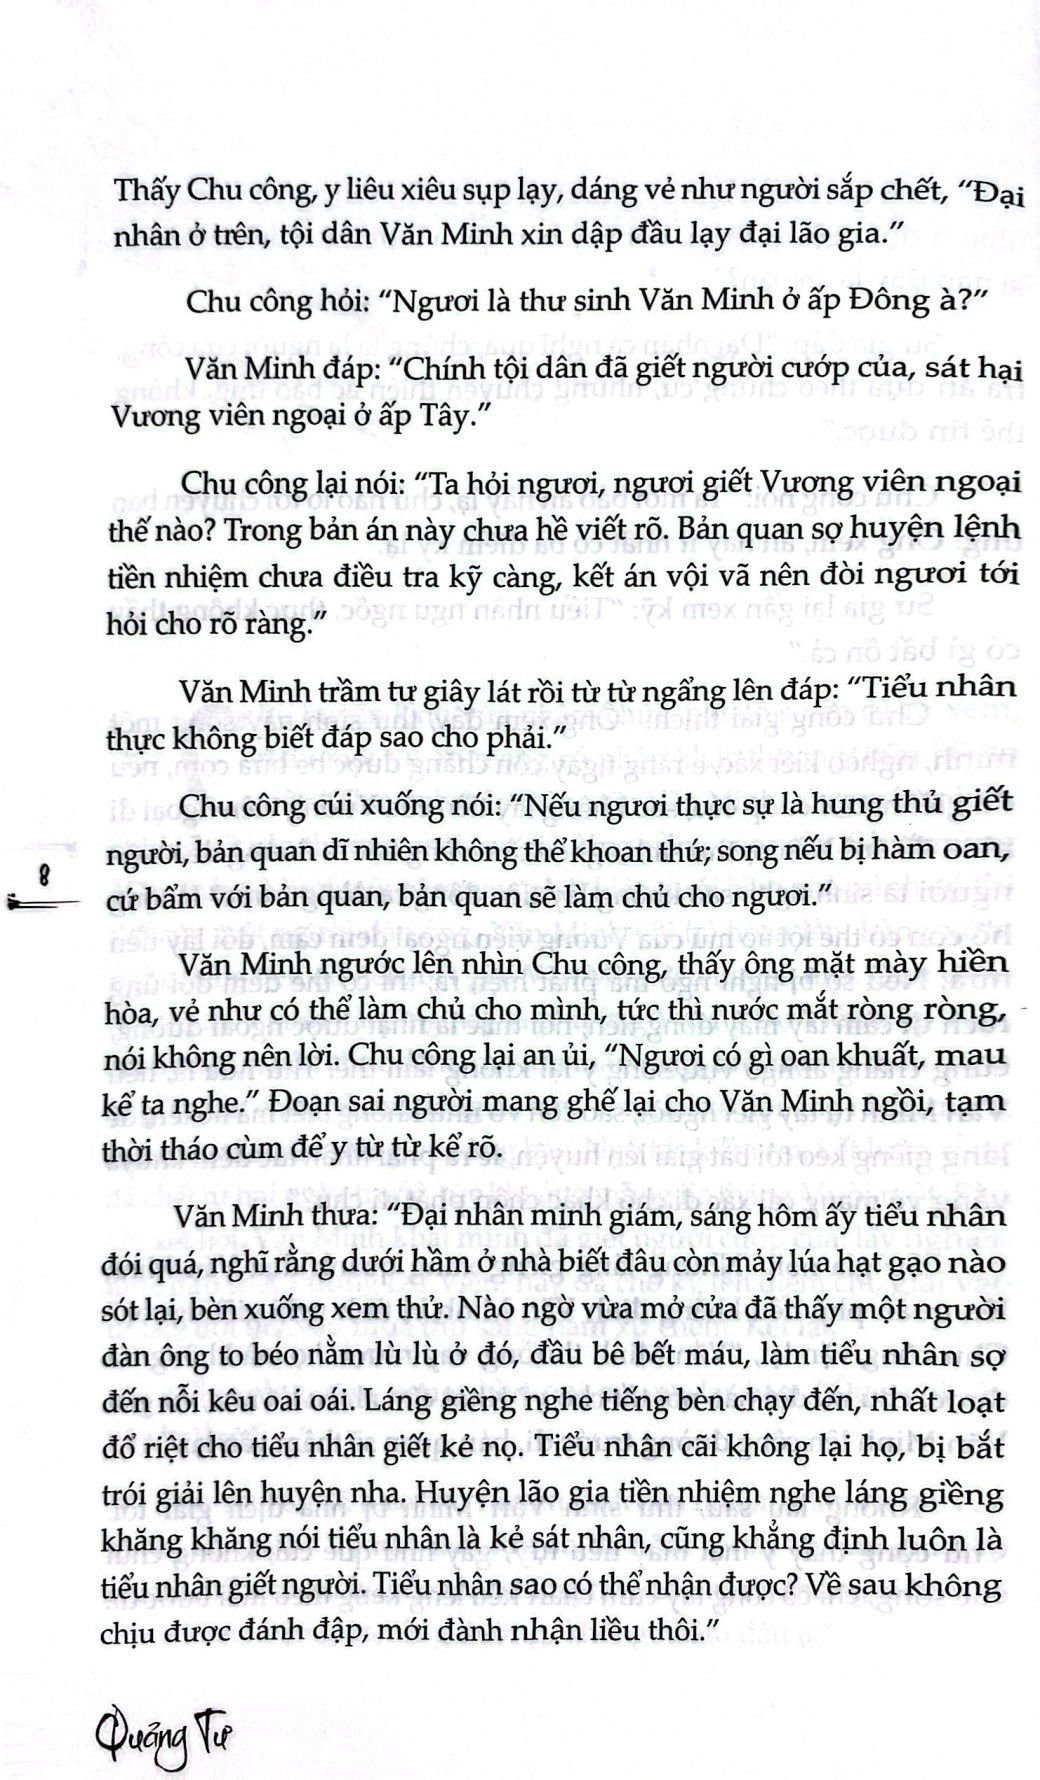 Thấy Chu công, y liêu xiêu sụp lạy, dáng vẻ như người sắp chết, “Đại
nhân ở trên, tội dân Văn Minh xin dập đầu lạy đại lão gia.”
Chu công hỏi: “Ngươi là thư sinh Văn Minh ở ấp Đông à?”
Văn Minh đáp: “Chính tội dân đã giết người cướp của, sát hại
Vương viên ngoại ở ấp Tây.”
Chu công lại nói: “Ta hỏi ngươi, ngươi giết Vương viên ngoại
thế nào? Trong bản án này chưa hề viết rõ. Bản quan sợ huyện lệnh
tiền nhiệm chưa điều tra kỹ càng, kết án vội vã nên đòi ngươi tới
hỏi cho rõ ràng.”
Văn Minh trầm tư giây lát rồi từ từ ngẩng lên đáp: “Tiểu nhân
thực không biết đáp sao cho phải.”
Chu công cúi xuống nói: “Nếu ngươi thực sự là hung thủ giết
người, bản quan dĩ nhiên không thể khoan thứ; song nếu bị hàm oan,
8
cứ bẩm với bản quan, bản quan sẽ làm chủ cho ngươi.”
Văn Minh ngước lên nhìn Chu công, thấy ông mặt mày hiền
hòa, vẻ như có thể làm chủ cho mình, tức thì nước mắt ròng ròng,
nói không nên lời. Chu công lại an ủi, “Ngươi có gì oan khuất, mau
kể ta nghe.” Đoạn sai người mang ghế lại cho Văn Minh ngồi, tạm
thời tháo cùm để y từ từ kể rõ.
Văn Minh thưa: “Đại nhân minh giám, sáng hôm ấy tiểu nhân
đói quá, nghĩ rằng dưới hầm ở nhà biết đâu còn mảy lúa hạt gạo nào
sót lại, bèn xuống xem thử. Nào ngờ vừa mở cửa đã thấy một người
đàn ông to béo nằm lù lù ở đó, đầu bê bết máu, làm tiểu nhân sợ
đến nỗi kêu oai oái. Láng giềng nghe tiếng bèn chạy đến, nhất loạt
đổ riệt cho tiểu nhân giết kẻ nọ. Tiểu nhân cãi không lại họ, bị bắt
trói giải lên huyện nha. Huyện lão gia tiền nhiệm nghe láng giềng
khăng khăng nói tiểu nhân là kẻ sát nhân, cũng khẳng định luôn là
tiểu nhân giết người. Tiểu nhân sao có thể nhận được? Về sau không
chịu được đánh đập, mới đành nhận liều thôi.”
Quảng Tư